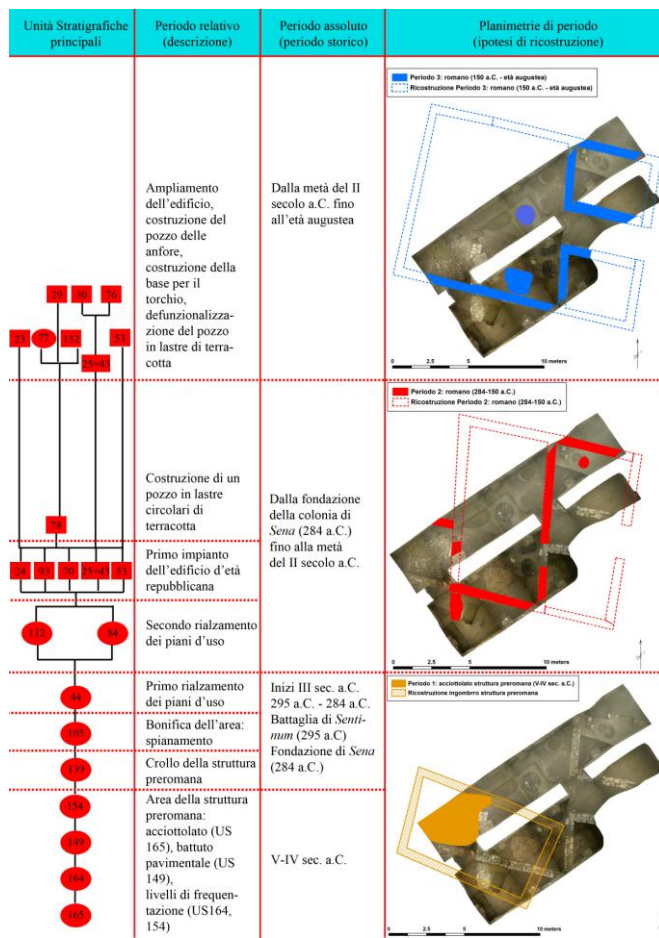 Unità Stratigrafiche
principali
Periodo relativo
(descrizione)
Periodo assoluto
(periodo storico)
Planimetrie di periodo
(ipotesi di ricostruzione)
29
30
76
23
77
132
25=43
53
Ampliamento
dell'edificio,
costruzione del
pozzo delle
anfore,
costruzione della
base per il
torchio,
defunzionalizza-
zione del pozzo
in lastre di terra-
cotta
Dalla metà del II
secolo a.C. fino
all'età augustea
Periodo 3: romano (150 a.C. - età augustea)
Ricostruzione Periodo 3: romano (150 a.C. - età augustea)
0 2.5 5 10 meters
78
Costruzione di un
pozzo in lastre
circolari di
terracotta
24
93
70
25=43
53
Primo impianto
dell'edificio d'età
repubblicana
112
84
Secondo rialzamento
dei piani d'uso
Dalla fondazione
della colonia di
Sena (284 a.C.)
fino alla metà
del II secolo a.C.
Periodo 2: romano (284-150 a.C.)
Ricostruzione Periodo 2: romano (284-150 a.C.)
0 2.5 5 10 meters
44
Primo rialzamento
dei piani d'uso
105
Bonifica dell'area:
spianamento
139
Crollo della struttura
preromana
Inizi III sec. a.C.
295 a.C. - 284 a.C.
Battaglia di Senti-
num (295 a.C)
Fondazione di Sena
(284 a.C.)
154
149
164
165
Area della struttura
preromana:
acciottolato (US
165), battuto
pavimentale (US
149),
livelli di frequen-
tazione (US164,
154)
V-IV sec. a.C.
Periodo 1: acciottolato struttura preromana (V-IV sec. a.C.)
Ricostruzione ingombro struttura preromana
0 2.5 5 10 meters